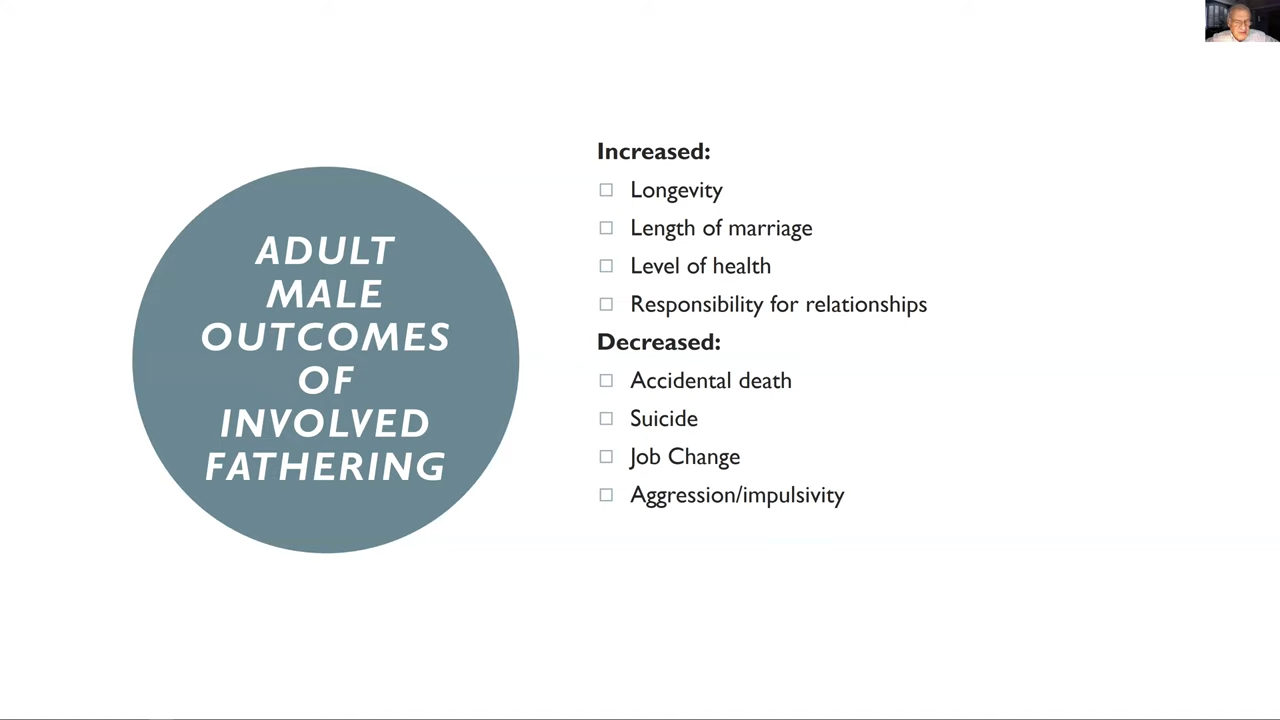 ADULT
MALE
OUTCOMES
OF
INVOLVED
FATHERING
Increased:
Longevity
Length of marriage
Level of health
Responsibility for relationships
Decreased:
Accidental death
Suicide
Job Change
Aggression/impulsivity